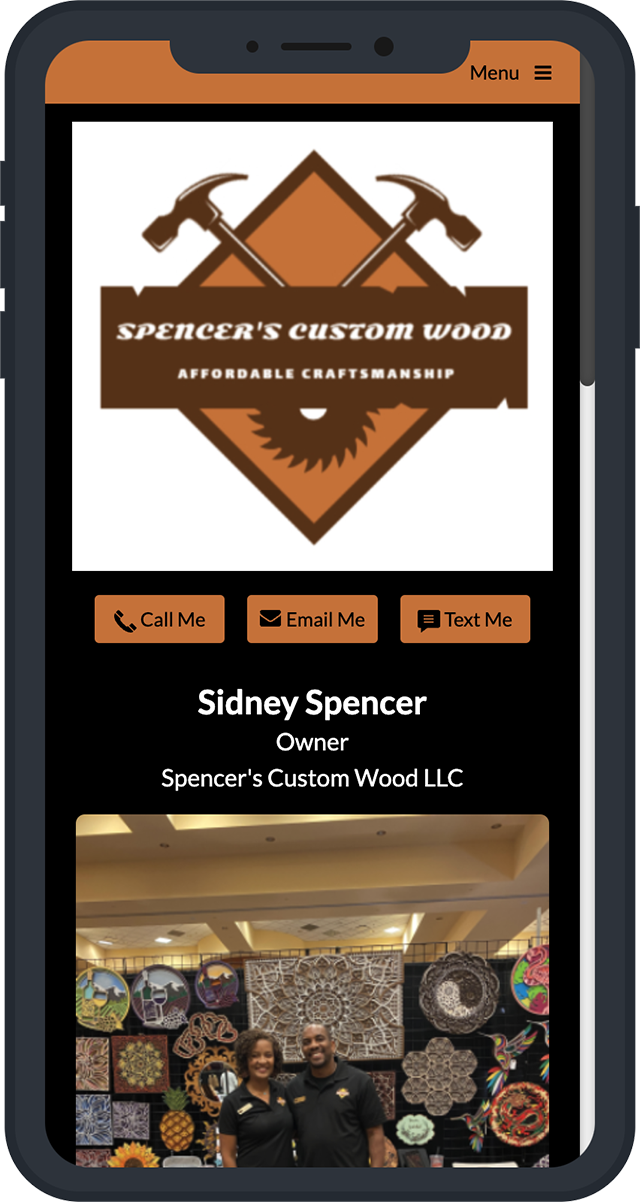 Menu
SPENCER'S CUSTOM WOOD
AFFORDABLE CRAFTSMANSHIP
Call Me
Email Me
Text Me
Sidney Spencer
Owner
Spencer's Custom Wood LLC